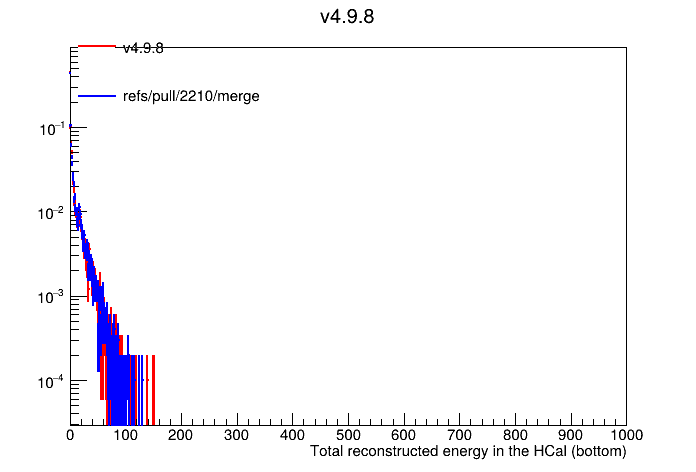 v4.9.8
v4.9.8
refs/pull/2210/merge
10−1
10−2
10−3
10−4
0 100 200 300 400 500 600 700 800 900 1000
Total reconstructed energy in the HCal (bottom)